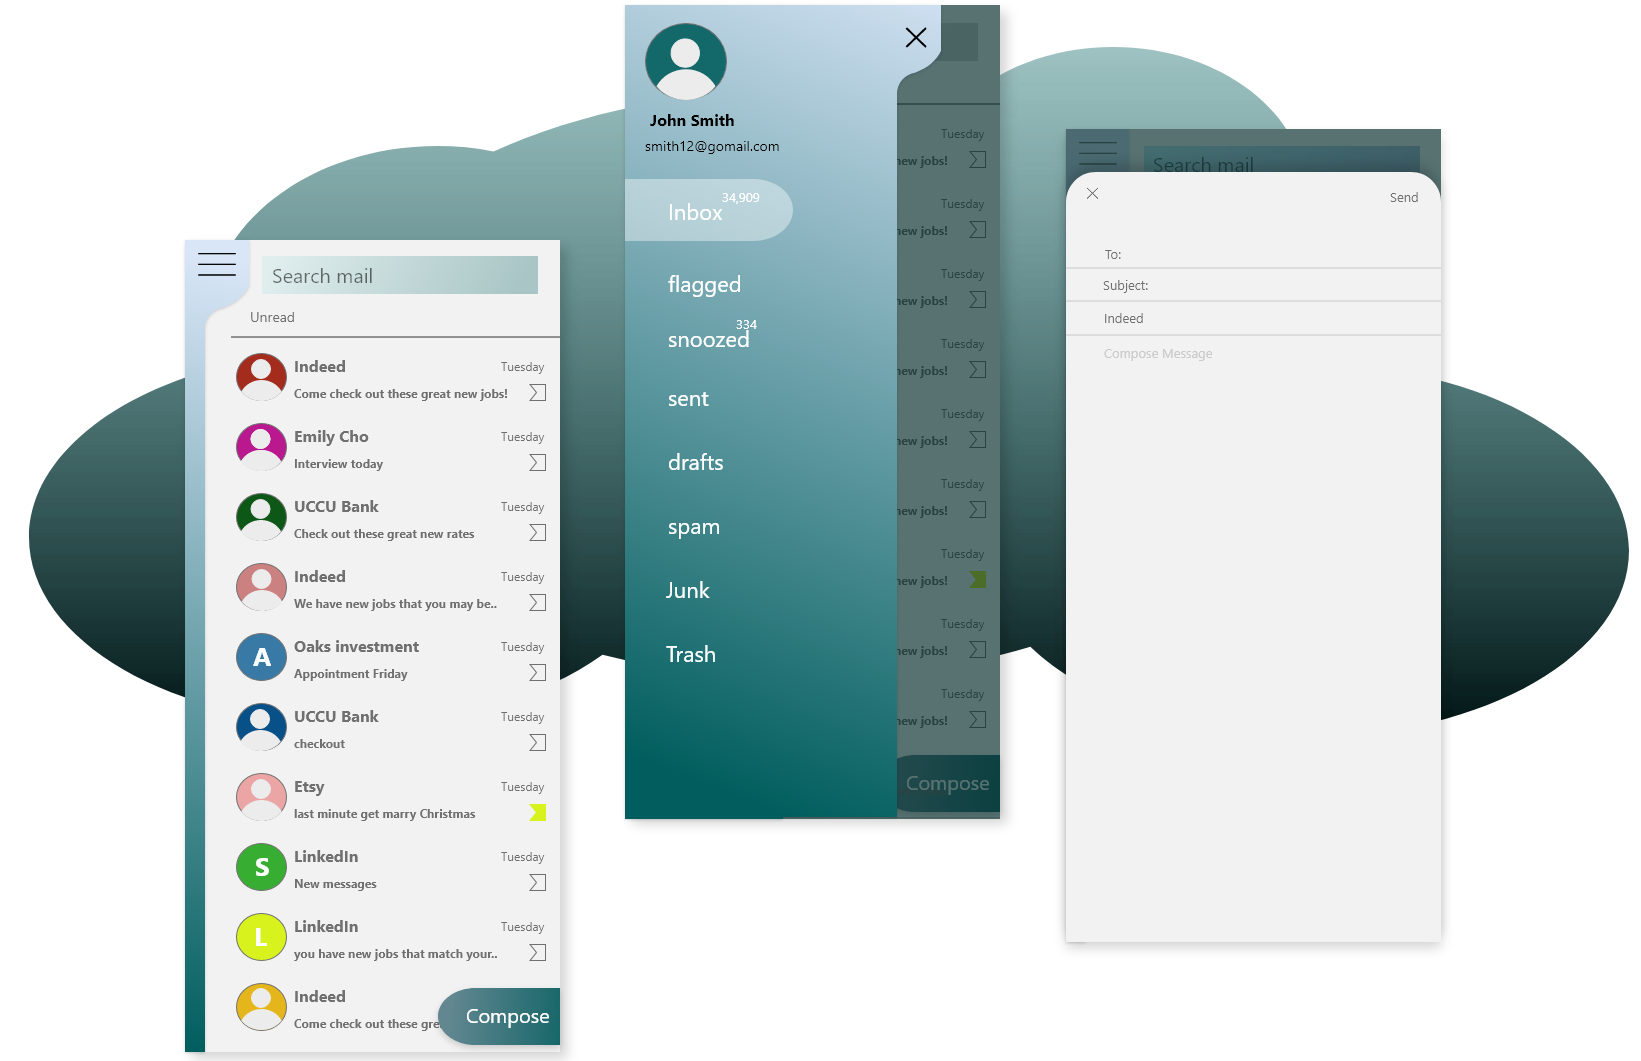 Search mail
Unread
Indeed
Tuesday
Come check out these great new jobs!
Emily Cho
Tuesday
Interview today
UCCU Bank
Tuesday
Check out these great new rates
Indeed
Tuesday
We have new jobs that you may be..
A
Oaks investment
Tuesday
Appointment Friday
UCCU Bank
Tuesday
checkout
Etsy
Tuesday
last minute get marry Christmas
S
LinkedIn
Tuesday
New messages
L
LinkedIn
Tuesday
you have new jobs that match your..
Indeed
Come check out these gre
Compose
John Smith
smith12@gomail.com
Inbox
34,909
flagged
snoozed
334
sent
drafts
spam
Junk
Trash
Tuesday
new jobs!
Tuesday
new jobs!
Tuesday
new jobs!
Tuesday
new jobs!
Tuesday
new jobs!
Tuesday
new jobs!
Tuesday
new jobs!
Tuesday
new jobs!
Tuesday
new jobs!
Compose
Search mail
Send
To:
Subject:
Indeed
Compose Message